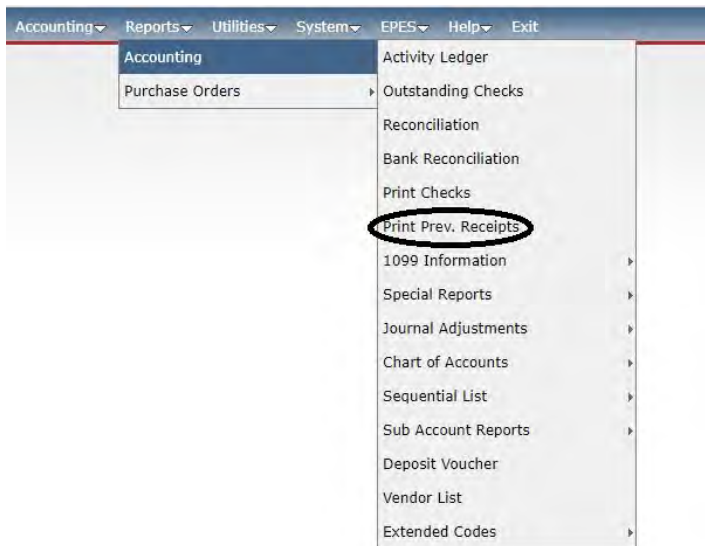 Accounting Reports Utilities System EPES Help Exit
Accounting
Purchase Orders
Activity Ledger
Outstanding Checks
Reconciliation
Bank Reconciliation
Print Checks
Print Prev. Receipts
1099 Information
Special Reports
Journal Adjustments
Chart of Accounts
Sequential List
Sub Account Reports
Deposit Voucher
Vendor List
Extended Codes